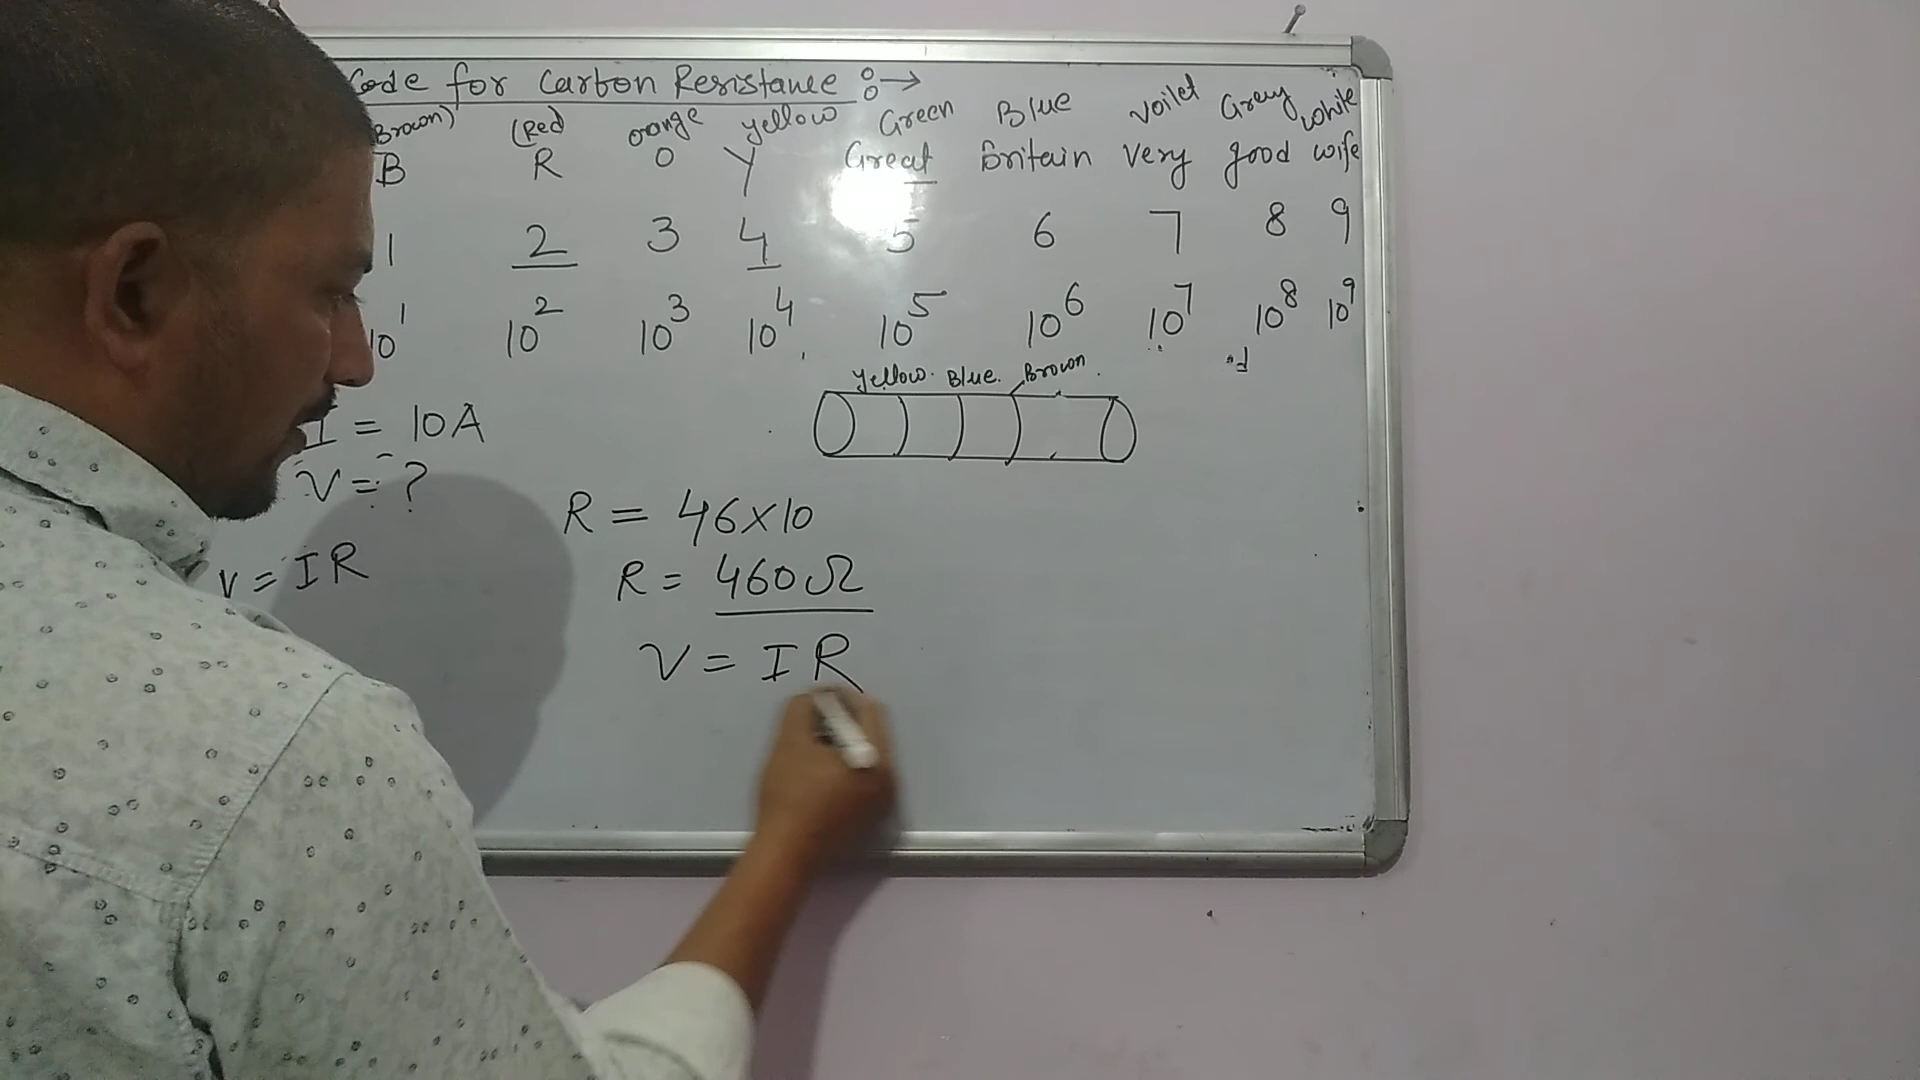 Code for Carbon Resistance :→
Brown) (Red orange yellow Green Blue voilet Grey white
B R O Y Great Britain very good wife
1 2 3 4 5 6 7 8 9
10¹ 10² 10³ 10⁴ 10⁵ 10⁶ 10⁷ 10⁸ 10⁹
yellow. Blue. Brown.
I = 10A
V = ?
R = 46×10
V = IR
R = 460Ω
V = IR